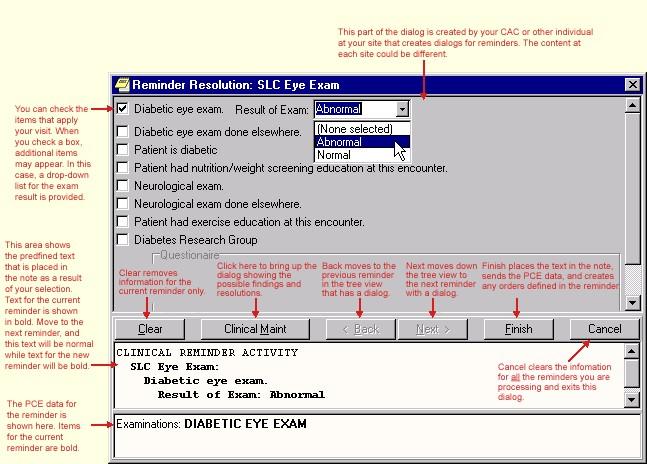 This part of the dialog is created by your CAC or other individual
at your site that creates dialogs for reminders. The content at
each site could be different.
Reminder Resolution: SLC Eye Exam
You can check the
items that apply
your visit. When
you check a box,
additional items
may appear. In this
case, a drop-down
list for the exam
result is provided.
Diabetic eye exam. Result of Exam: Abnormal
(None selected)
Abnormal
Normal
Diabetic eye exam done elsewhere.
Patient is diabetic
Patient had nutrition/weight screening education at this encounter.
Neurological exam.
Neurological exam done elsewhere.
Patient had exercise education at this encounter.
Diabetes Research Group
Questionaire
This area shows
the predfined text
that is placed in
the note as a result
of your selection.
Text for the current
reminder is shown
in bold. Move to the
next reminder, and
this text will be normal
while text for the new
reminder will be bold.
Clear removes
information for the
current reminder only.
Click here to bring up the
dialog showing the
possible findings and
resolutions.
Back moves to the
previous reminder
in the tree view
that has a dialog.
Next moves down
the tree view to
the next reminder
with a dialog.
Finish places the text in the note,
sends the PCE data, and creates
any orders defined in the reminder
Clear Clinical Maint < Back Next > Finish Cancel
CLINICAL REMINDER ACTIVITY
SLC Eye Exam:
Diabetic eye exam.
Result of Exam: Abnormal
Cancel clears the infomation
for all the reminders you are
processing and exits this
dialog.
The PCE data for
the reminder is
shown here. Items
for the current
reminder are bold.
Examinations: DIABETIC EYE EXAM